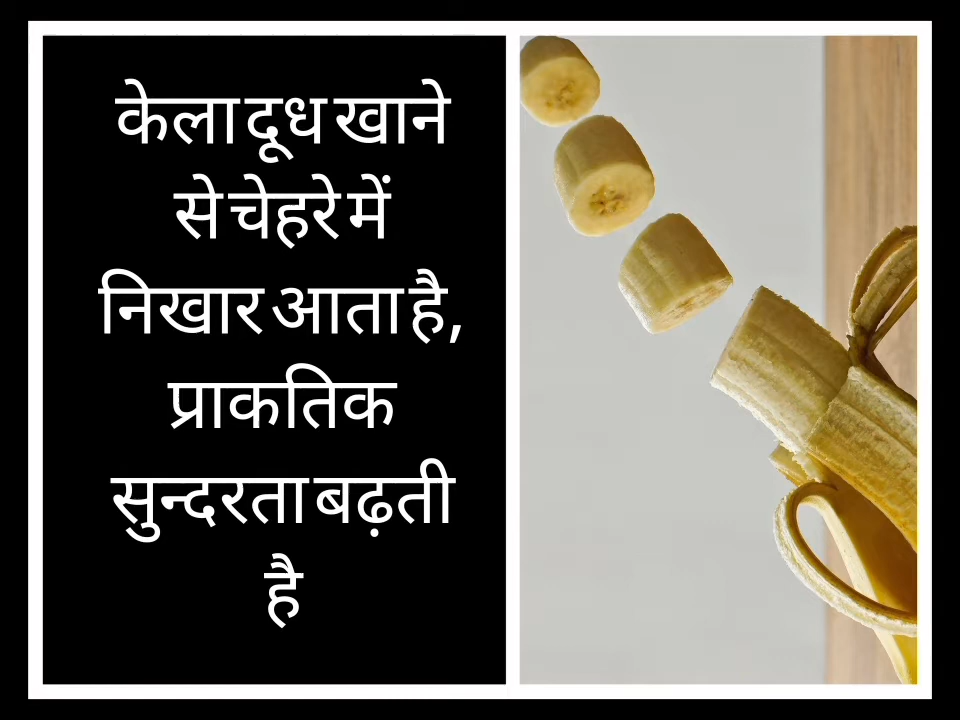 केला दूध खाने
से चेहरे में
निखार आता है,
प्राकतिक
सुन्दरता बढ़ती
है